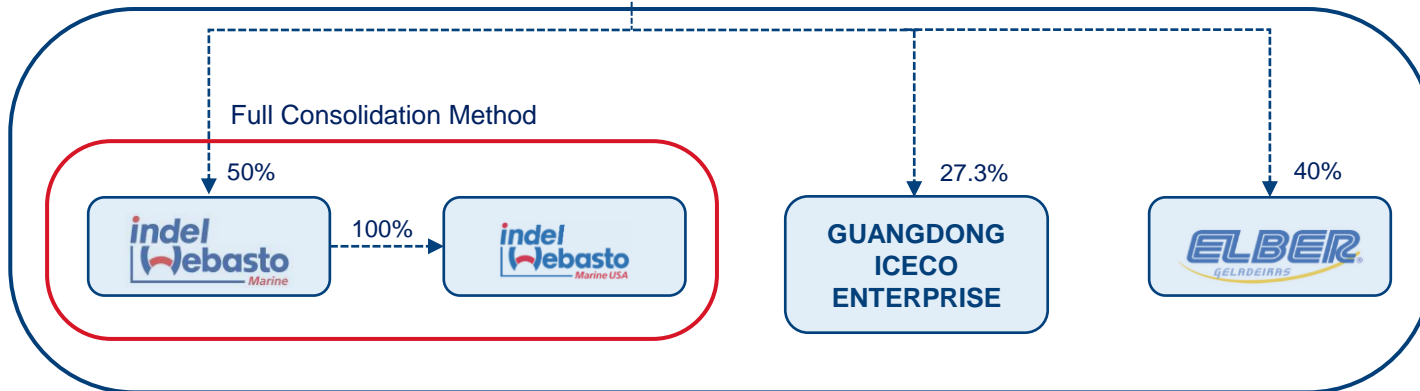 Full Consolidation Method
50%
27.3%
40%
indel
Webasto
Marine
100%
indel
Webasto
Marine USA
GUANGDONG
ICECO
ENTERPRISE
ELBER®
GELADEIRAS